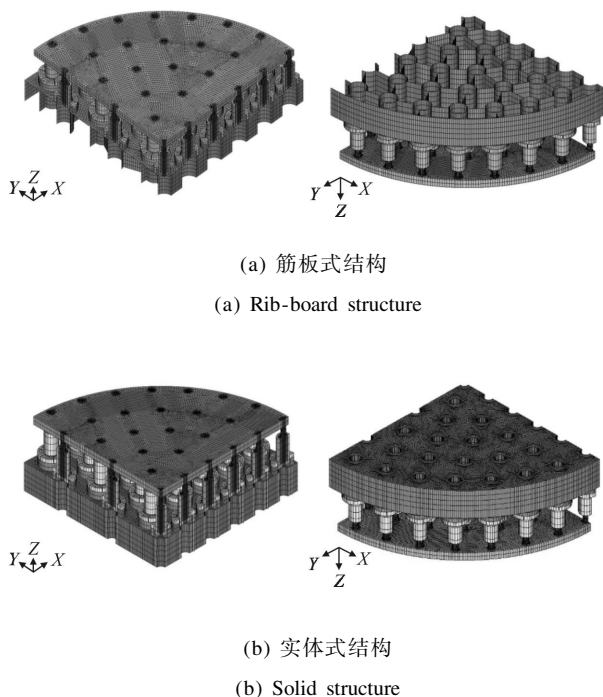 Z
Y X
Y X
Z
(a) 筋板式结构
(a) Rib-board structure
Z
Y X
Y X
Z
(b) 实体式结构
(b) Solid structure